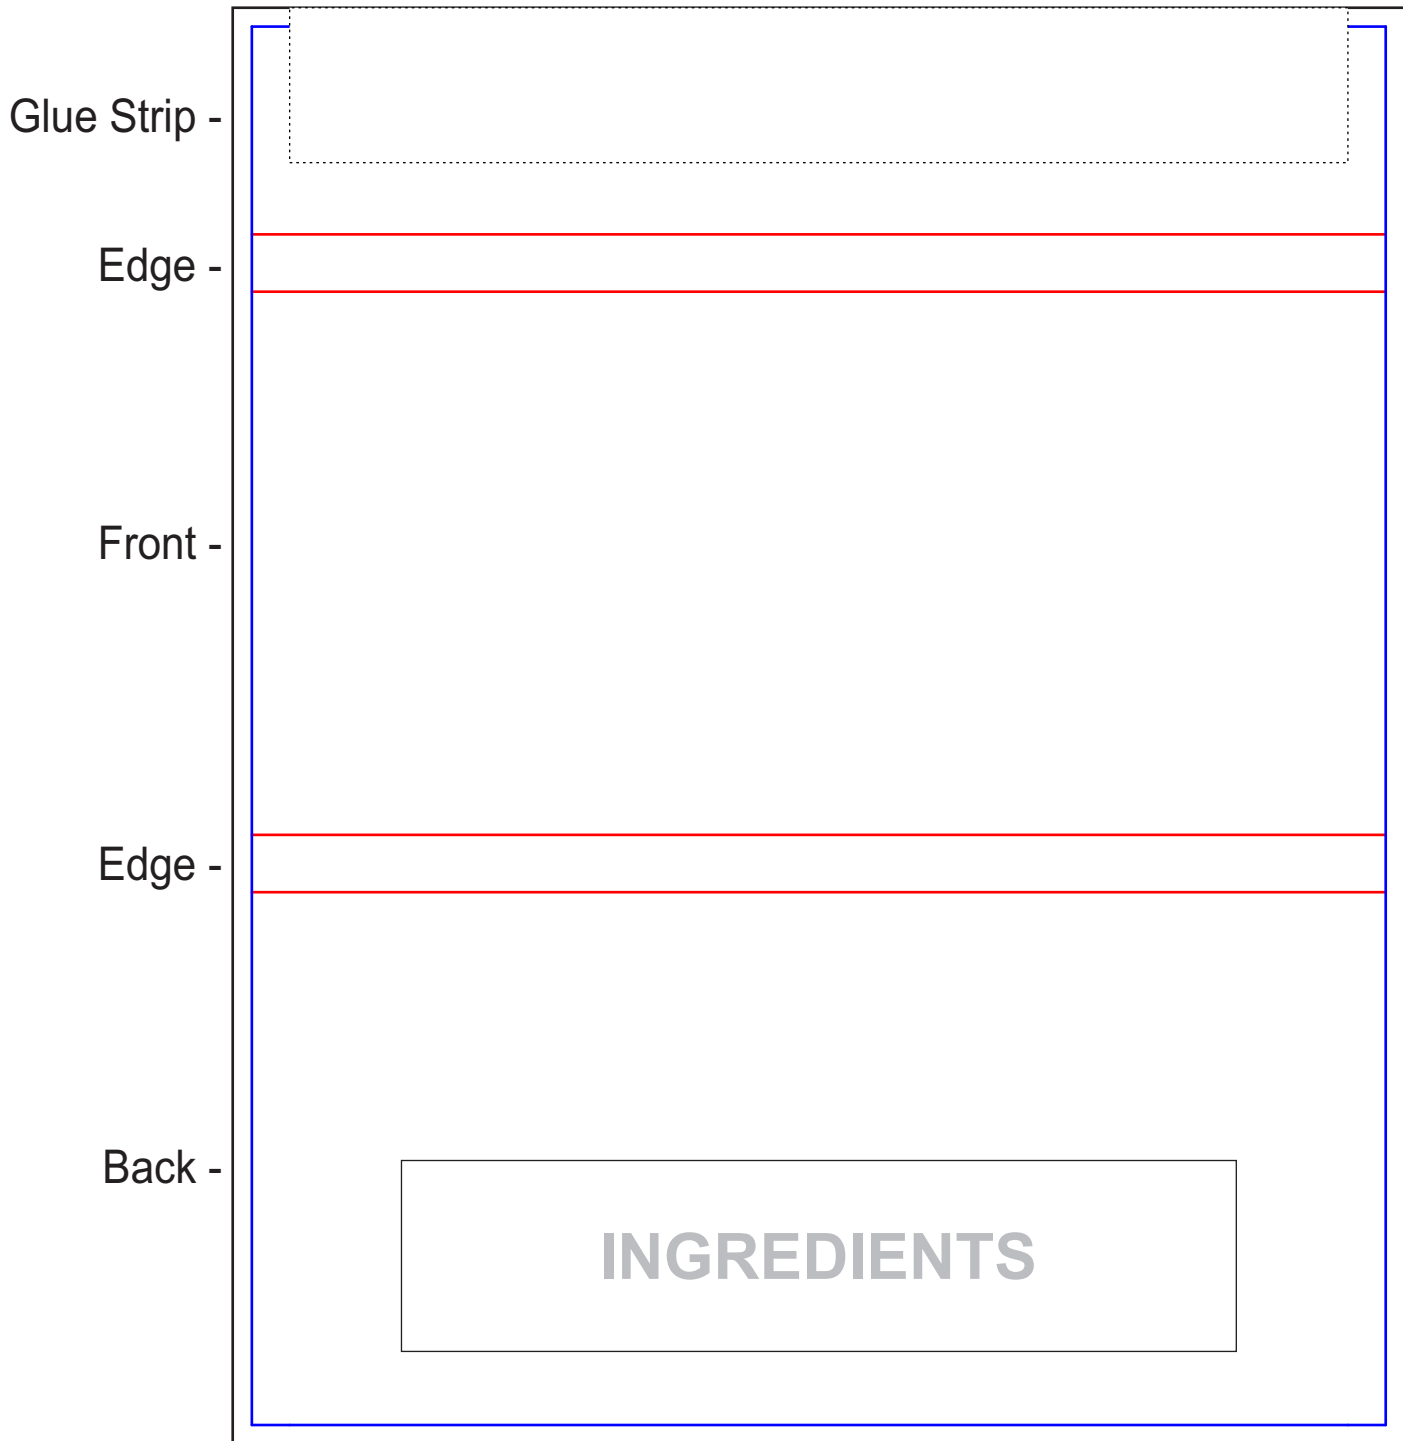 Glue Strip -
Edge -
Front -
Edge -
Back -
INGREDIENTS